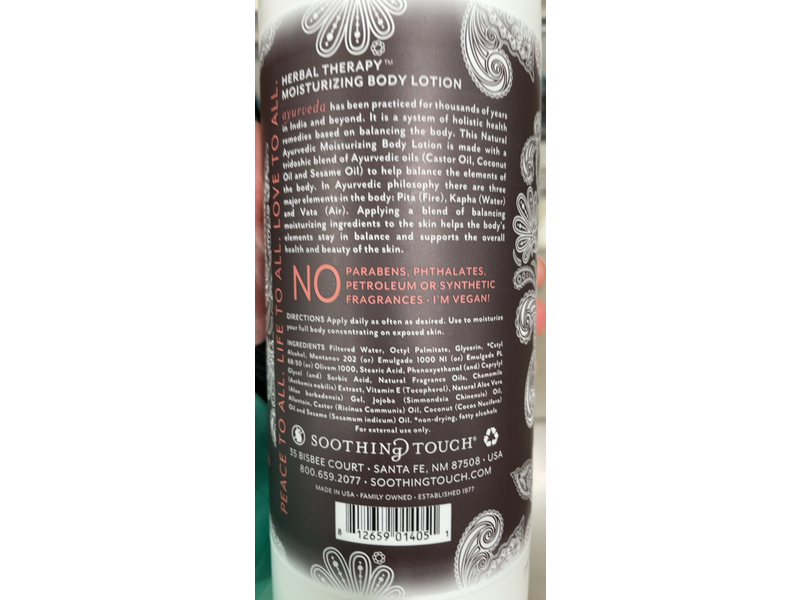 HERBAL THERAPY™
MOISTURIZING BODY LOTION
ayurveda has been practiced for thousands of years
in India and beyond. It is a system of holistic health
remedies based on balancing the body. This Natural
Ayurvedic Moisturizing Body Lotion is made with a
tridoshic blend of Ayurvedic oils (Castor Oil, Coconut
Oil and Sesame Oil) to help balance the elements of
the body. In Ayurvedic philosophy there are three
major elements in the body: Pita (Fire), Kapha (Water)
and Vata (Air). Applying a blend of balancing
moisturizing ingredients to the skin helps the body's
elements stay in balance and supports the overall
health and beauty of the skin.
NO PARABENS, PHTHALATES,
PETROLEUM OR SYNTHETIC
FRAGRANCES · I'M VEGAN!
DIRECTIONS Apply daily as often as desired. Use to moisturize
your full body concentrating on exposed skin.
INGREDIENTS Filtered Water, Octyl Palmitate, Glycerin, *Cetyl
Alcohol, Montanov 202 (or) Emulgade 1000 NI (or) Emulgade PL
68/50 (or) Olivem 1000, Stearic Acid, Phenoxyethanol (and) Caprylyl
Glycol (and) Sorbic Acid, Natural Fragrance Oils, Chamomile
(Anthemis nobilis) Extract, Vitamin E (Tocopherol), Natural Aloe Vera
(Aloe barbadensis) Gel, Jojoba (Simmondsia Chinensis) Oil,
Allantoin, Castor (Ricinus Communis) Oil, Coconut (Cocos Nucifera)
Oil and Sesame (Sesamum indicum) Oil. *non-drying, fatty alcohols
For external use only.
SOOTHING TOUCH®
35 BISBEE COURT · SANTA FE, NM 87508 · USA
800.659.2077 · SOOTHINGTOUCH.COM
MADE IN USA · FAMILY OWNED · ESTABLISHED 1977
8 12659 01405 1
PEACE TO ALL. LIFE TO ALL. LOVE TO ALL.